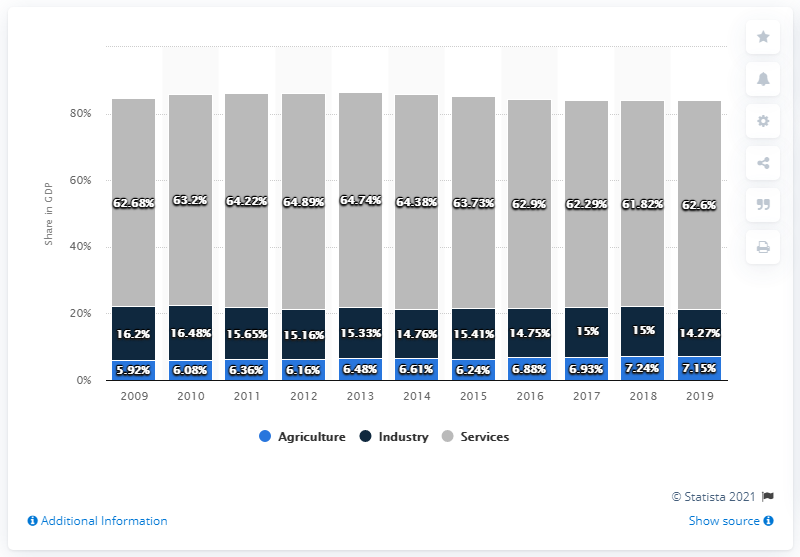 Share in GDP
80%
60%
40%
20%
0%
62.68% 63.2% 64.22% 64.89% 64.74% 64.38% 63.73% 62.9% 62.29% 61.82% 62.6%
16.2% 16.48% 15.65% 15.16% 15.33% 14.76% 15.41% 14.75% 15% 15% 14.27%
5.92% 6.08% 6.36% 6.16% 6.48% 6.61% 6.24% 6.88% 6.93% 7.24% 7.15%
2009 2010 2011 2012 2013 2014 2015 2016 2017 2018 2019
Agriculture Industry Services
© Statista 2021
Additional Information Show source